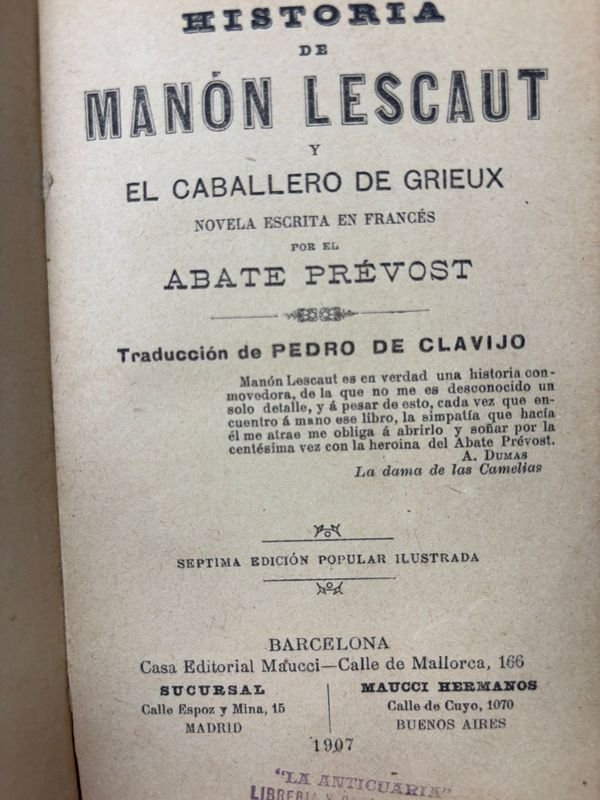 HISTORIA
DE
MANÓN LESCAUT
Y
EL CABALLERO DE GRIEUX
NOVELA ESCRITA EN FRANCÉS
POR EL
ABATE PRÉVOST
Traducción de PEDRO DE CLAVIJO
Manón Lescaut es en verdad una historia con-
movedora, de la que no me es desconocido un
solo detalle, y á pesar de esto, cada vez que en-
cuentro á mano ese libro, la simpatía que hacía
él me atrae me obliga á abrirlo y soñar por la
centésima vez con la heroina del Abate Prévost.
A. DUMAS
La dama de las Camelias
SEPTIMA EDICIÓN POPULAR ILUSTRADA
BARCELONA
Casa Editorial Maucci—Calle de Mallorca, 166
SUCURSAL
Calle Espoz y Mina, 15
MADRID
MAUCCI HERMANOS
Calle de Cuyo, 1070
BUENOS AIRES
1907
"LA ANTICUARIA"
LIBRERIA Y